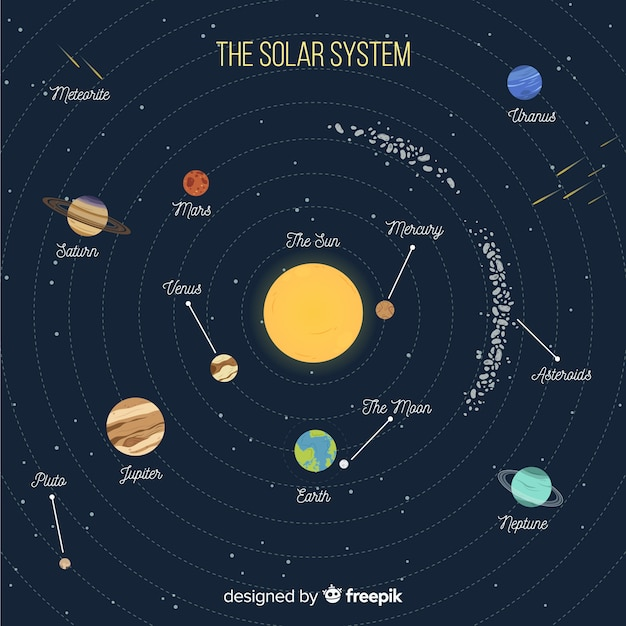 THE SOLAR SYSTEM
Meteorite
Uranus
Mars
Saturn
The Sun
Mercury
Venus
Asteroids
The Moon
Jupiter
Pluto
Earth
Neptune
designed by freepik